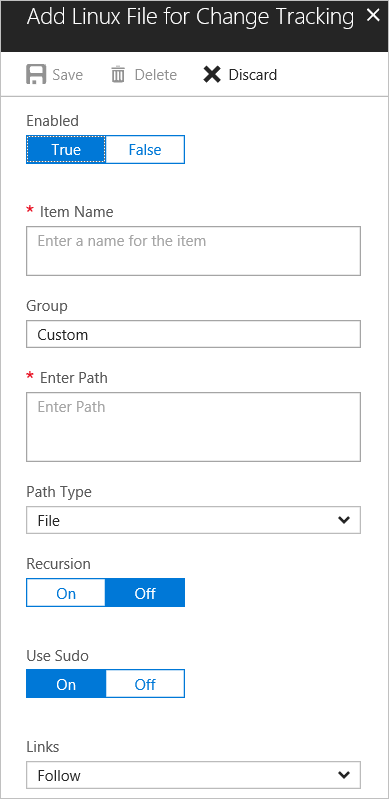 Add Linux File for Change Tracking
Save Delete Discard
Enabled
True False
* Item Name
Enter a name for the item
Group
Custom
* Enter Path
Enter Path
Path Type
File
Recursion
On Off
Use Sudo
On Off
Links
Follow